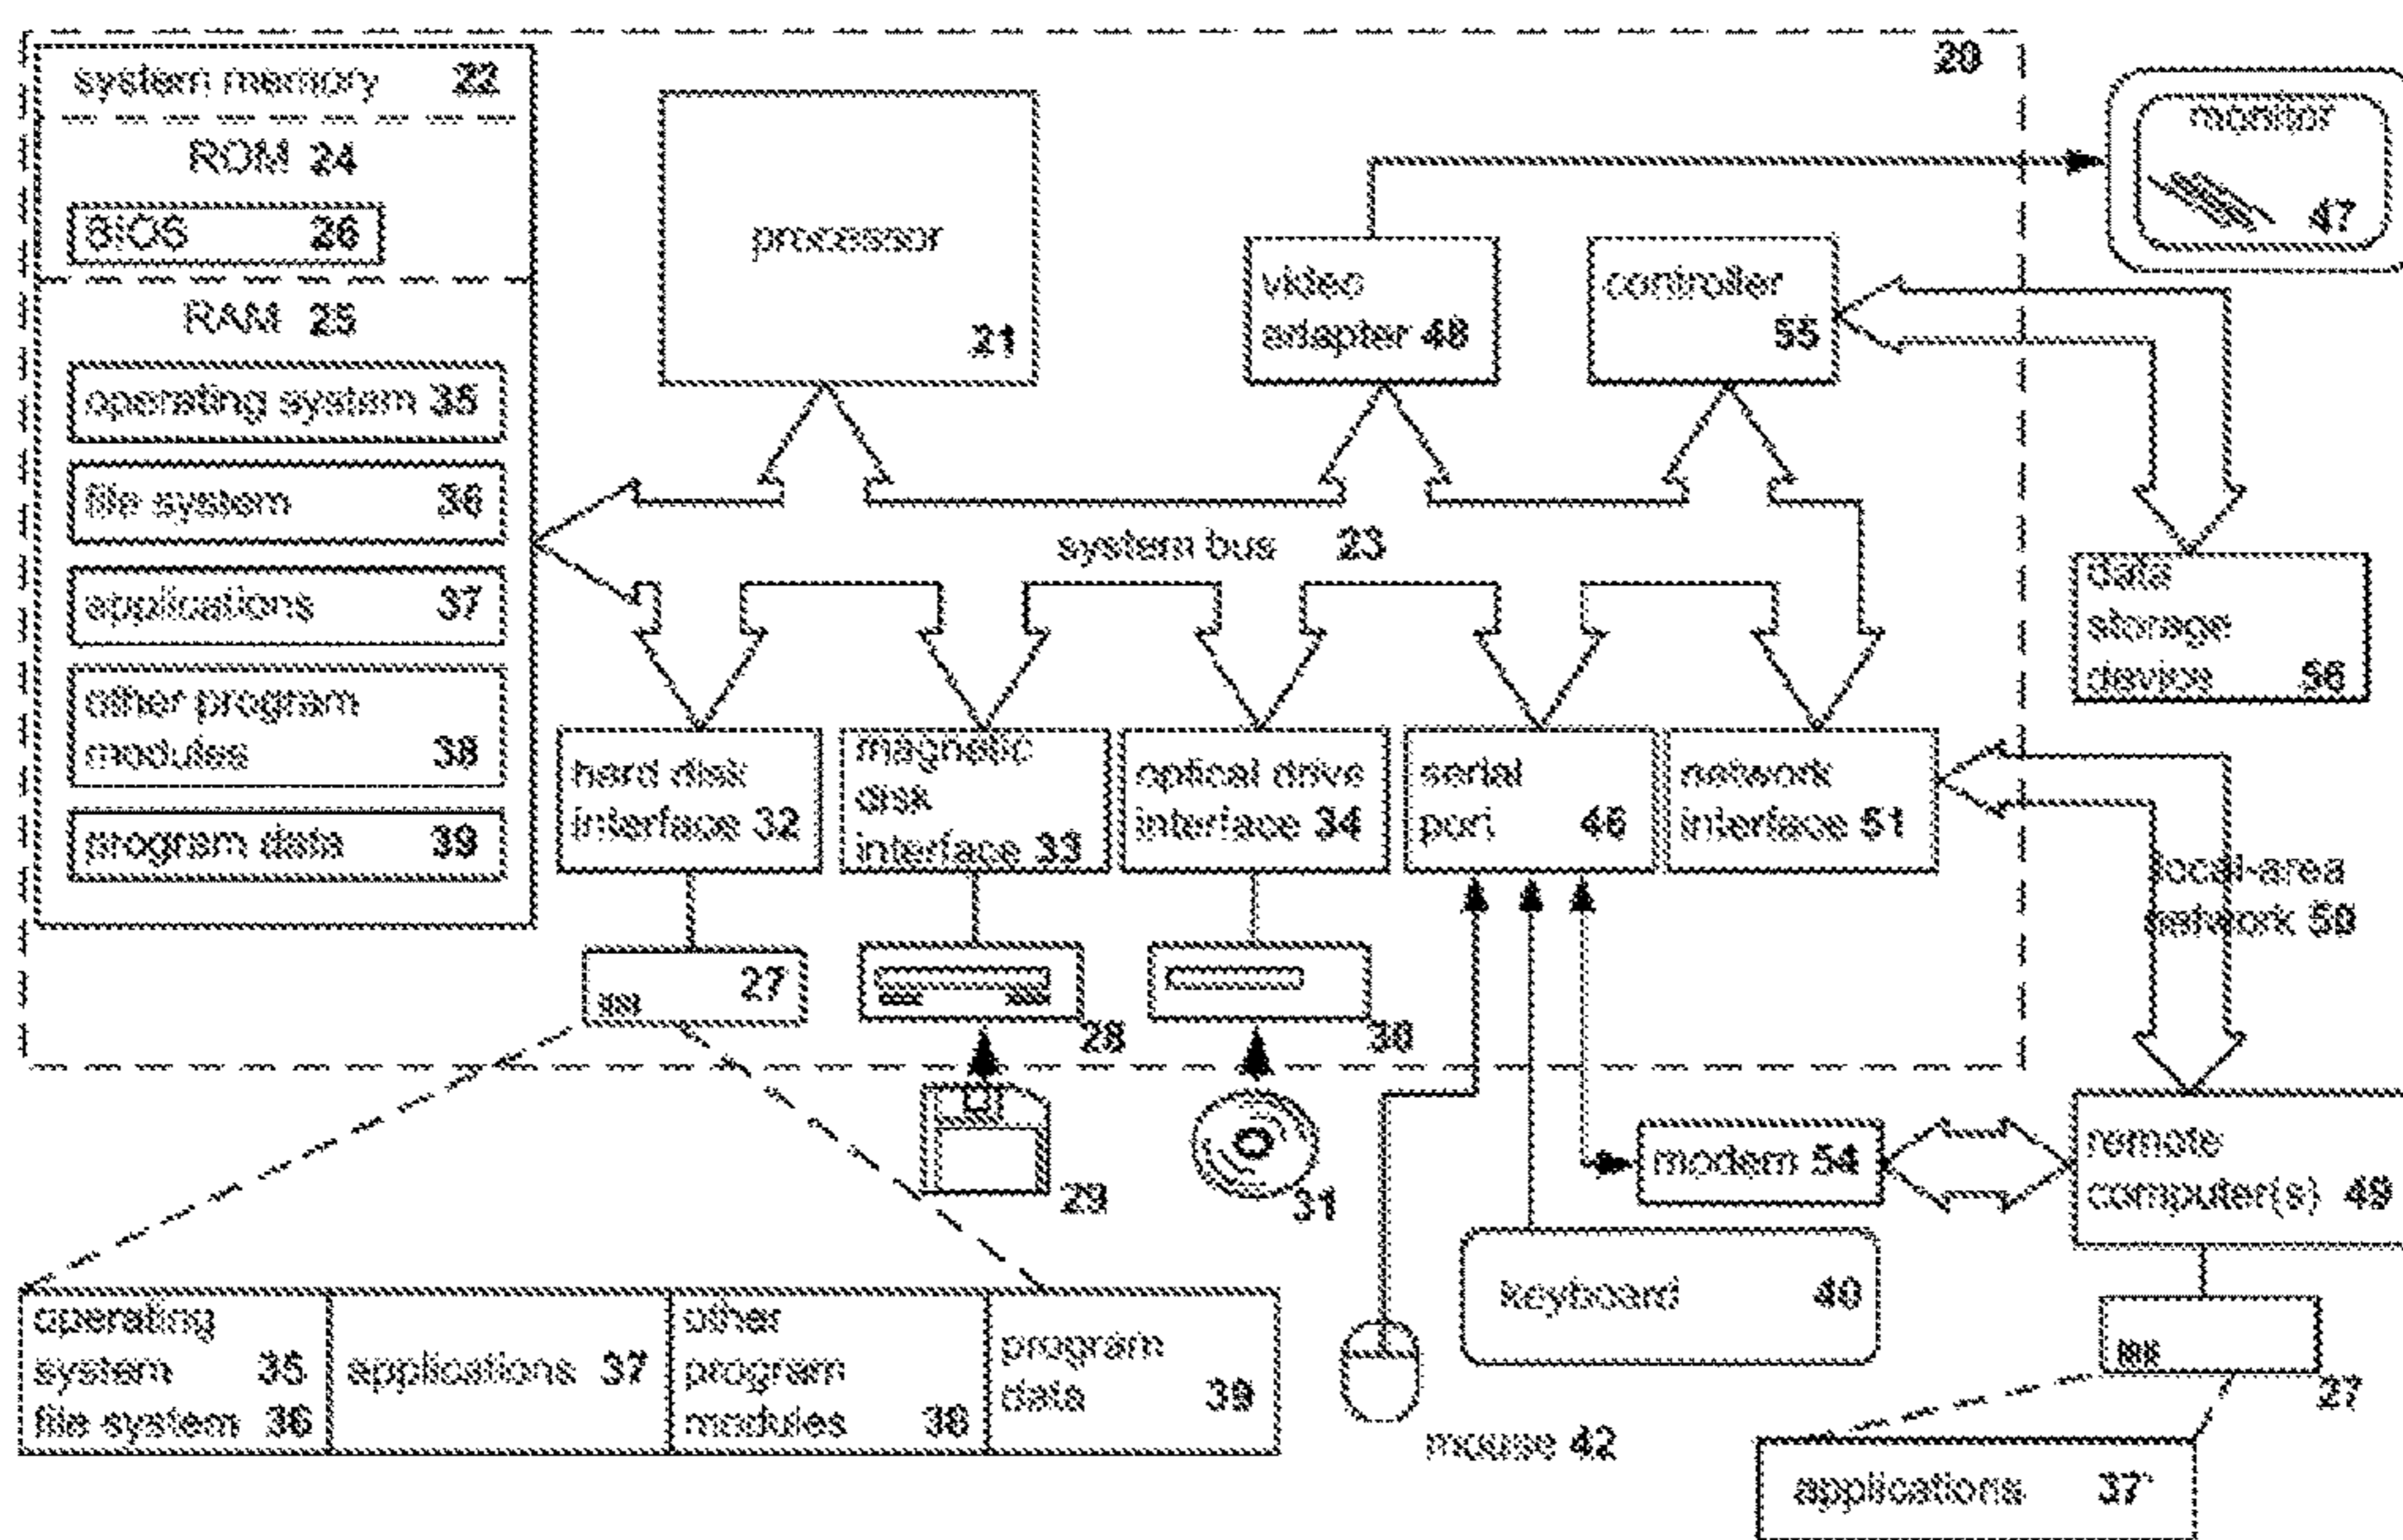 20
system memory 22
ROM 24
BIOS 26
RAM 25
operating system 35
file system 36
applications 37
other program
modules 38
program data 39
processor
21
video
adapter 48
controller
55
monitor
47
system bus 23
data
storage
device 56
hard disk
interface 32
magnetic
disk
interface 33
optical drive
interface 34
serial
port 46
network
interface 51
local-area
network 50
27
28
30
29
31
modem 54
remote
computer(s) 49
keyboard 40
mouse 42
27
applications 37'
operating
system 35
file system 36
applications 37
other
program
modules 38
program
data 39